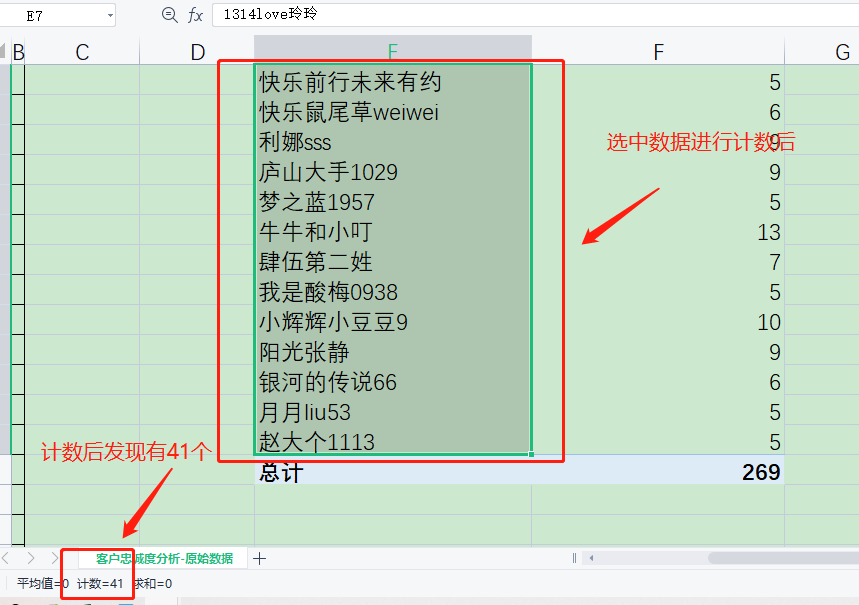 E7 fx 1314love玲玲
B C D E F G
快乐前行未来有约 5
快乐鼠尾草weiwei 6
利娜sss 9
选中数据进行计数后
庐山大手1029 9
梦之蓝1957 5
牛牛和小叮 13
肆伍第二姓 7
我是酸梅0938 5
小辉辉小豆豆9 10
阳光张静 9
银河的传说66 6
月月liu53 5
赵大个1113 5
计数后发现有41个
总计 269
客户忠诚度分析-原始数据
平均值=0 计数=41 求和=0